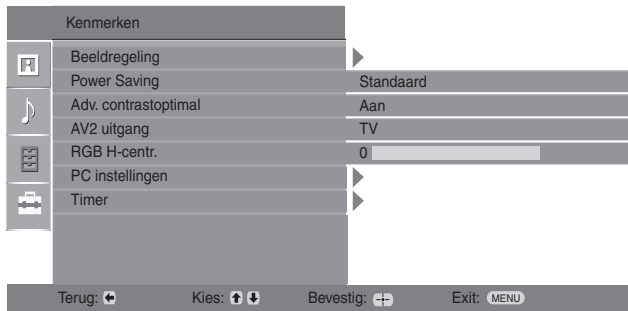 Kenmerken
Beeldregeling
Power Saving Standaard
Adv. contrastoptimal Aan
AV2 uitgang TV
RGB H-centr. 0
PC instellingen
Timer
Terug: Kies: Bevestig: Exit: MENU